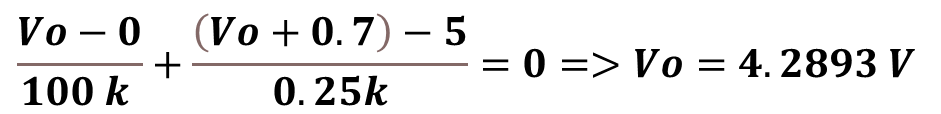 (Vo − 0)/(100 k) + ((Vo + 0.7) − 5)/(0.25k) = 0 => Vo = 4.2893 V